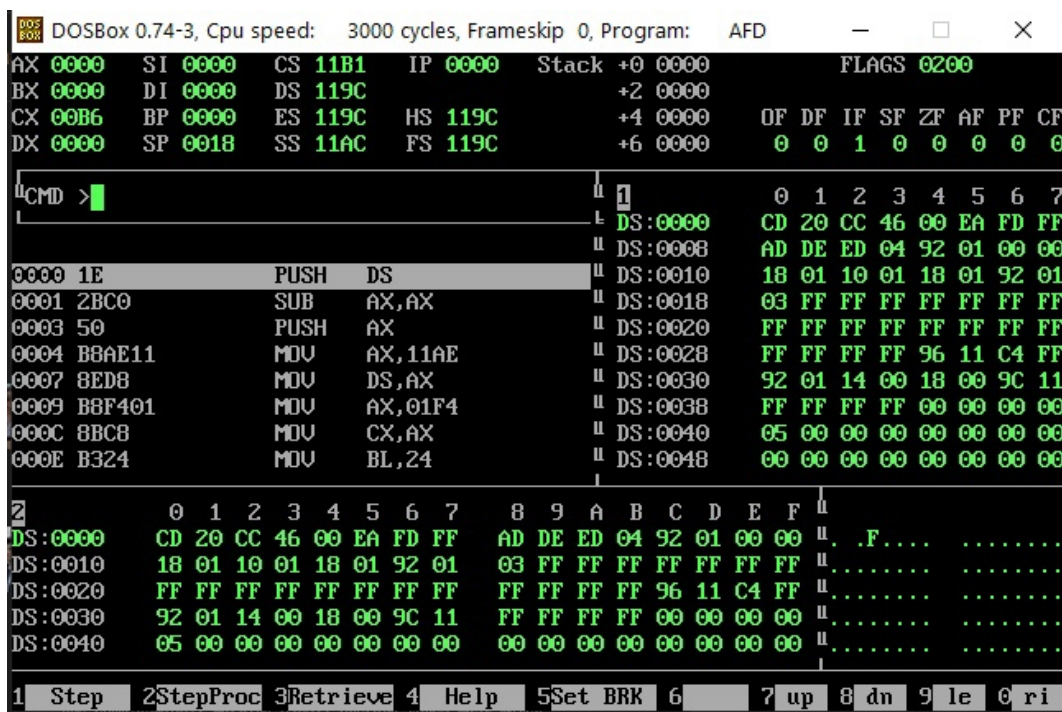 DOSBox 0.74-3, Cpu speed: 3000 cycles, Frameskip 0, Program: AFD
AX 0000 SI 0000 CS 11B1 IP 0000 Stack +0 0000 FLAGS 0200
BX 0000 DI 0000 DS 119C +2 0000
CX 00B6 BP 0000 ES 119C HS 119C +4 0000 OF DF IF SF ZF AF PF CF
DX 0000 SP 0018 SS 11AC FS 119C +6 0000 0 0 1 0 0 0 0 0
CMD > 1 0 1 2 3 4 5 6 7
DS:0000 CD 20 CC 46 00 EA FD FF
DS:0008 AD DE ED 04 92 01 00 00
0000 1E PUSH DS DS:0010 18 01 10 01 18 01 92 01
0001 2BC0 SUB AX,AX DS:0018 03 FF FF FF FF FF FF FF
0003 50 PUSH AX DS:0020 FF FF FF FF FF FF FF FF
0004 B8AE11 MOV AX,11AE DS:0028 FF FF FF FF 96 11 C4 FF
0007 8ED8 MOV DS,AX DS:0030 92 01 14 00 18 00 9C 11
0009 B8F401 MOV AX,01F4 DS:0038 FF FF FF FF 00 00 00 00
000C 8BC8 MOV CX,AX DS:0040 05 00 00 00 00 00 00 00
000E B324 MOV BL,24 DS:0048 00 00 00 00 00 00 00 00
2 0 1 2 3 4 5 6 7 8 9 A B C D E F
DS:0000 CD 20 CC 46 00 EA FD FF AD DE ED 04 92 01 00 00 . .F.... ........
DS:0010 18 01 10 01 18 01 92 01 03 FF FF FF FF FF FF FF ........ ........
DS:0020 FF FF FF FF FF FF FF FF FF FF FF FF 96 11 C4 FF ........ ........
DS:0030 92 01 14 00 18 00 9C 11 FF FF FF FF 00 00 00 00 ........ ........
DS:0040 05 00 00 00 00 00 00 00 00 00 00 00 00 00 00 00 ........ ........
1 Step 2StepProc 3Retrieve 4 Help 5Set BRK 6 7 up 8 dn 9 le 0 ri